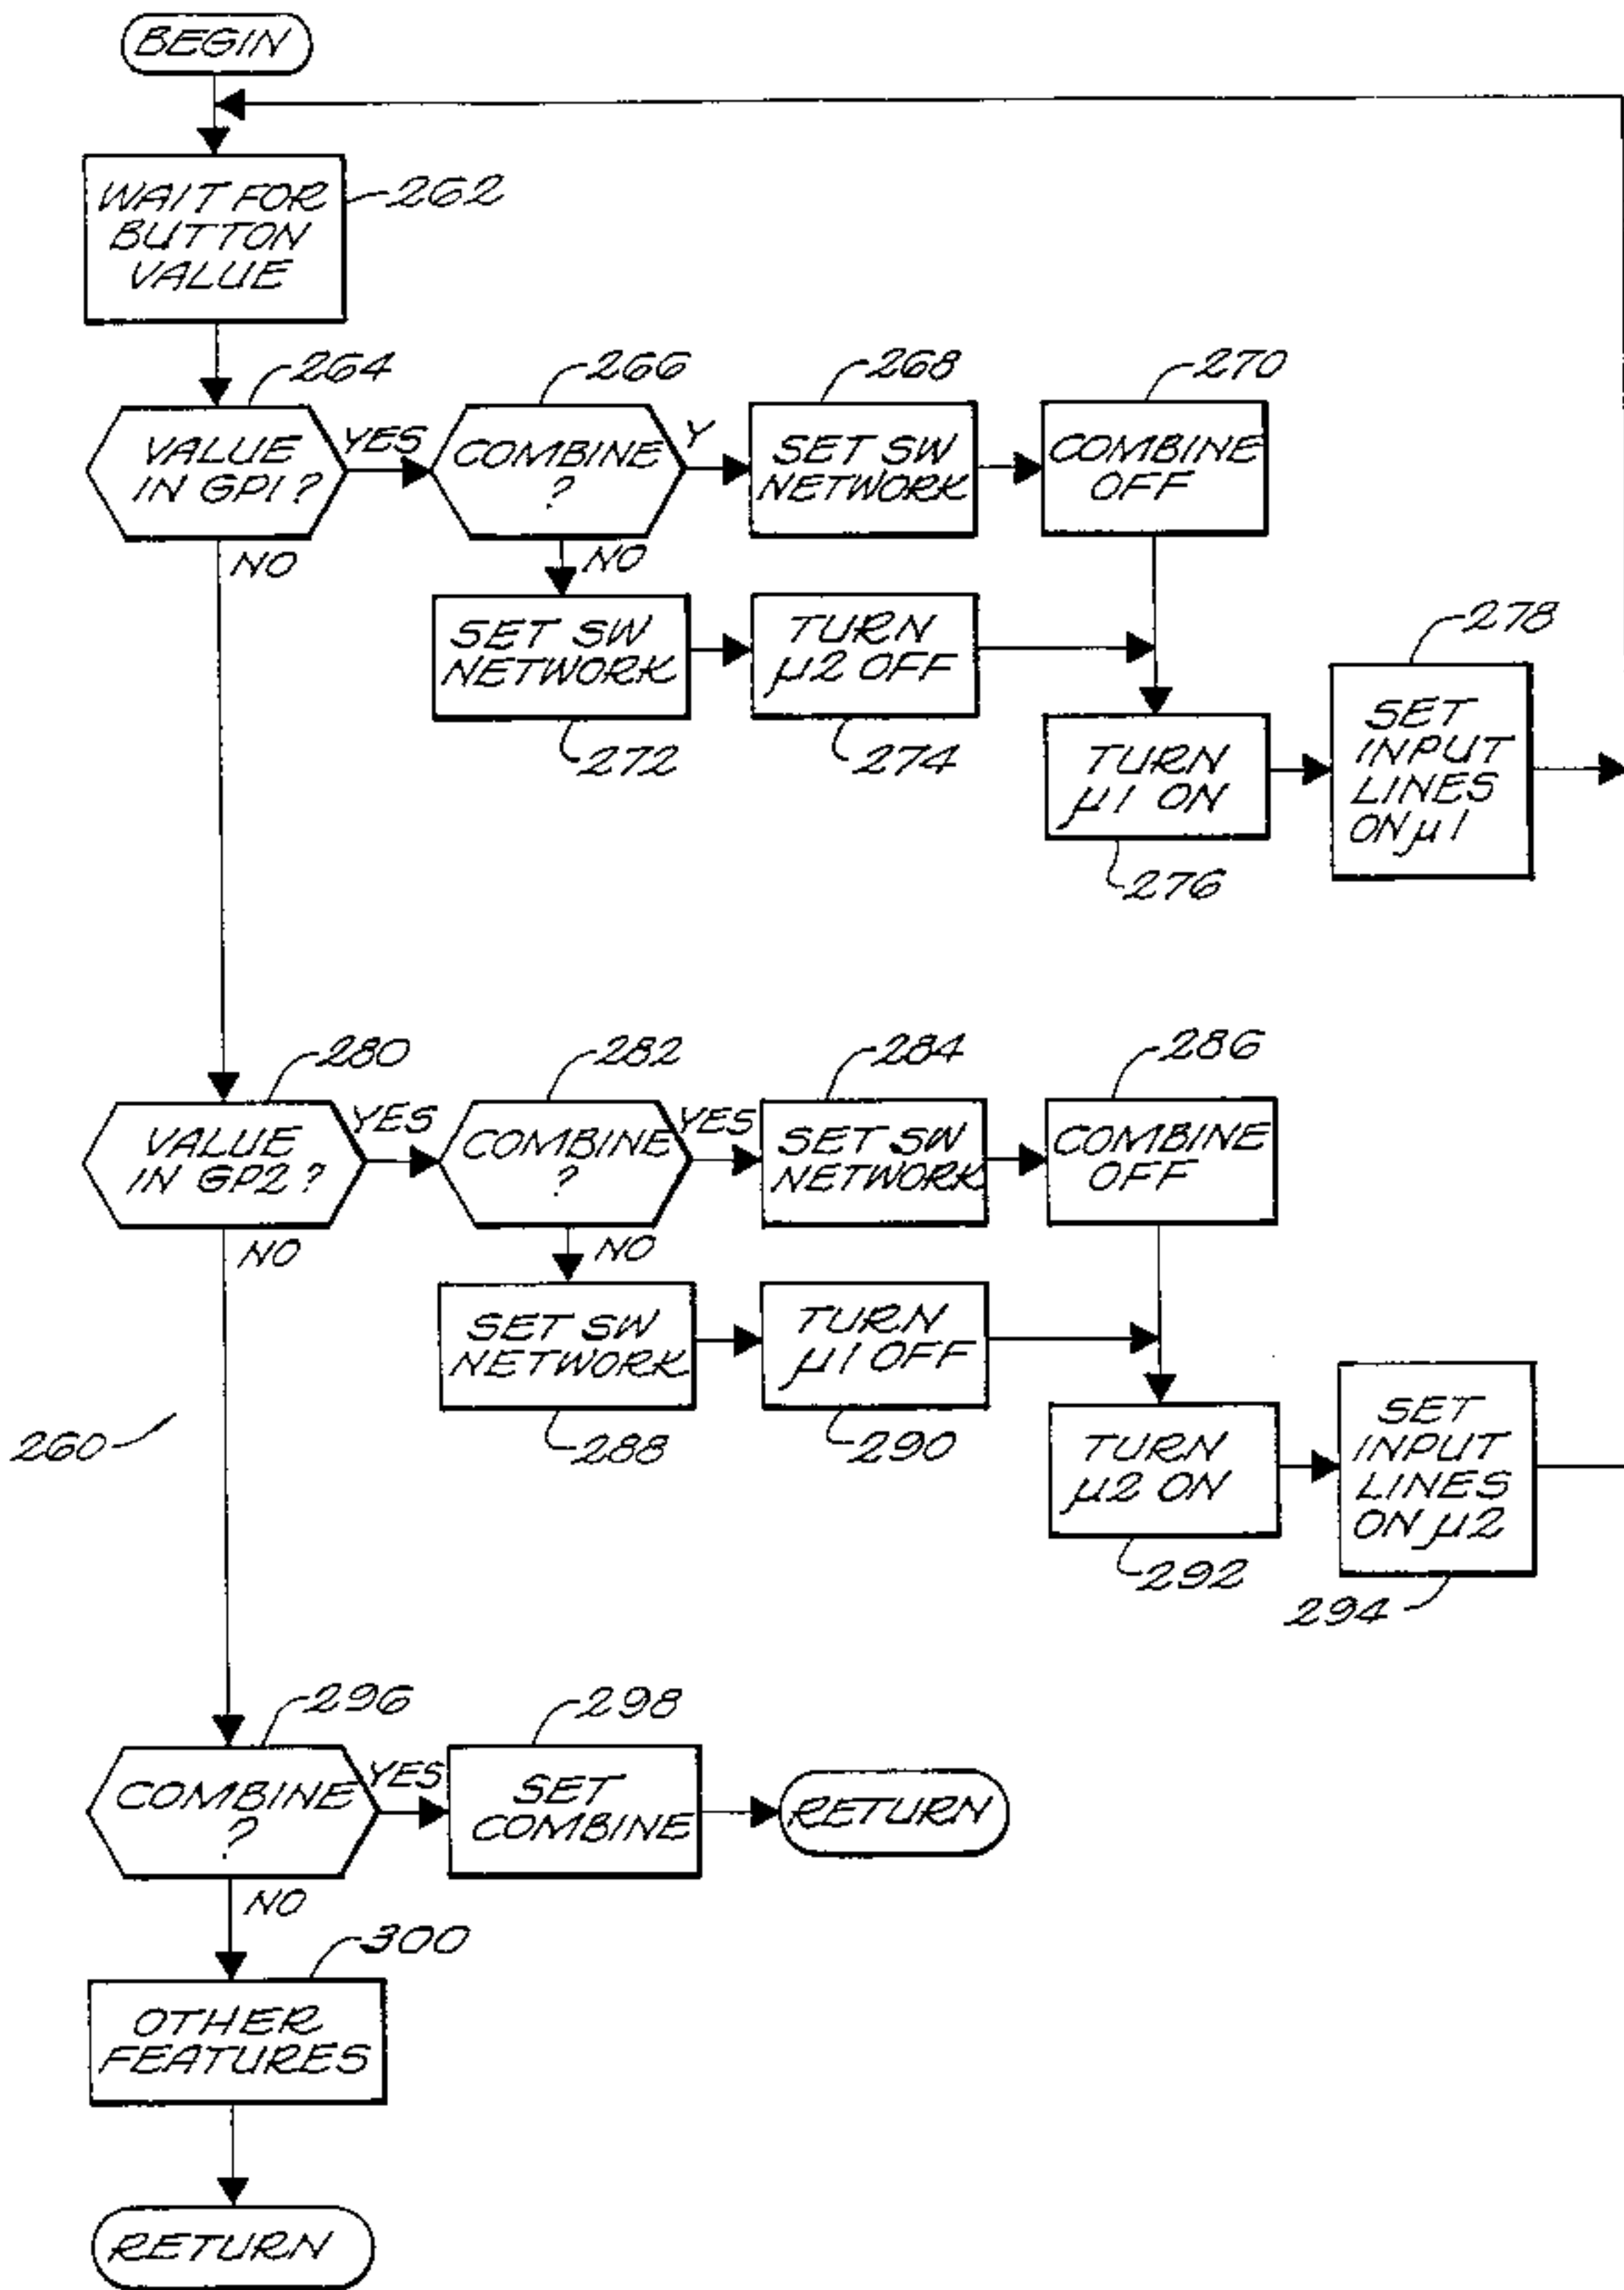 BEGIN
WAIT FOR
BUTTON
VALUE
262
264
VALUE
IN GP1?
YES
NO
266
COMBINE
?
Y
NO
268
SET SW
NETWORK
270
COMBINE
OFF
SET SW
NETWORK
272
TURN
µ2 OFF
274
TURN
µ1 ON
276
278
SET
INPUT
LINES
ON µ1
280
VALUE
IN GP2?
YES
NO
282
COMBINE
?
YES
NO
284
SET SW
NETWORK
286
COMBINE
OFF
SET SW
NETWORK
288
TURN
µ1 OFF
290
TURN
µ2 ON
292
SET
INPUT
LINES
ON µ2
294
260
296
COMBINE
?
YES
NO
298
SET
COMBINE
RETURN
300
OTHER
FEATURES
RETURN